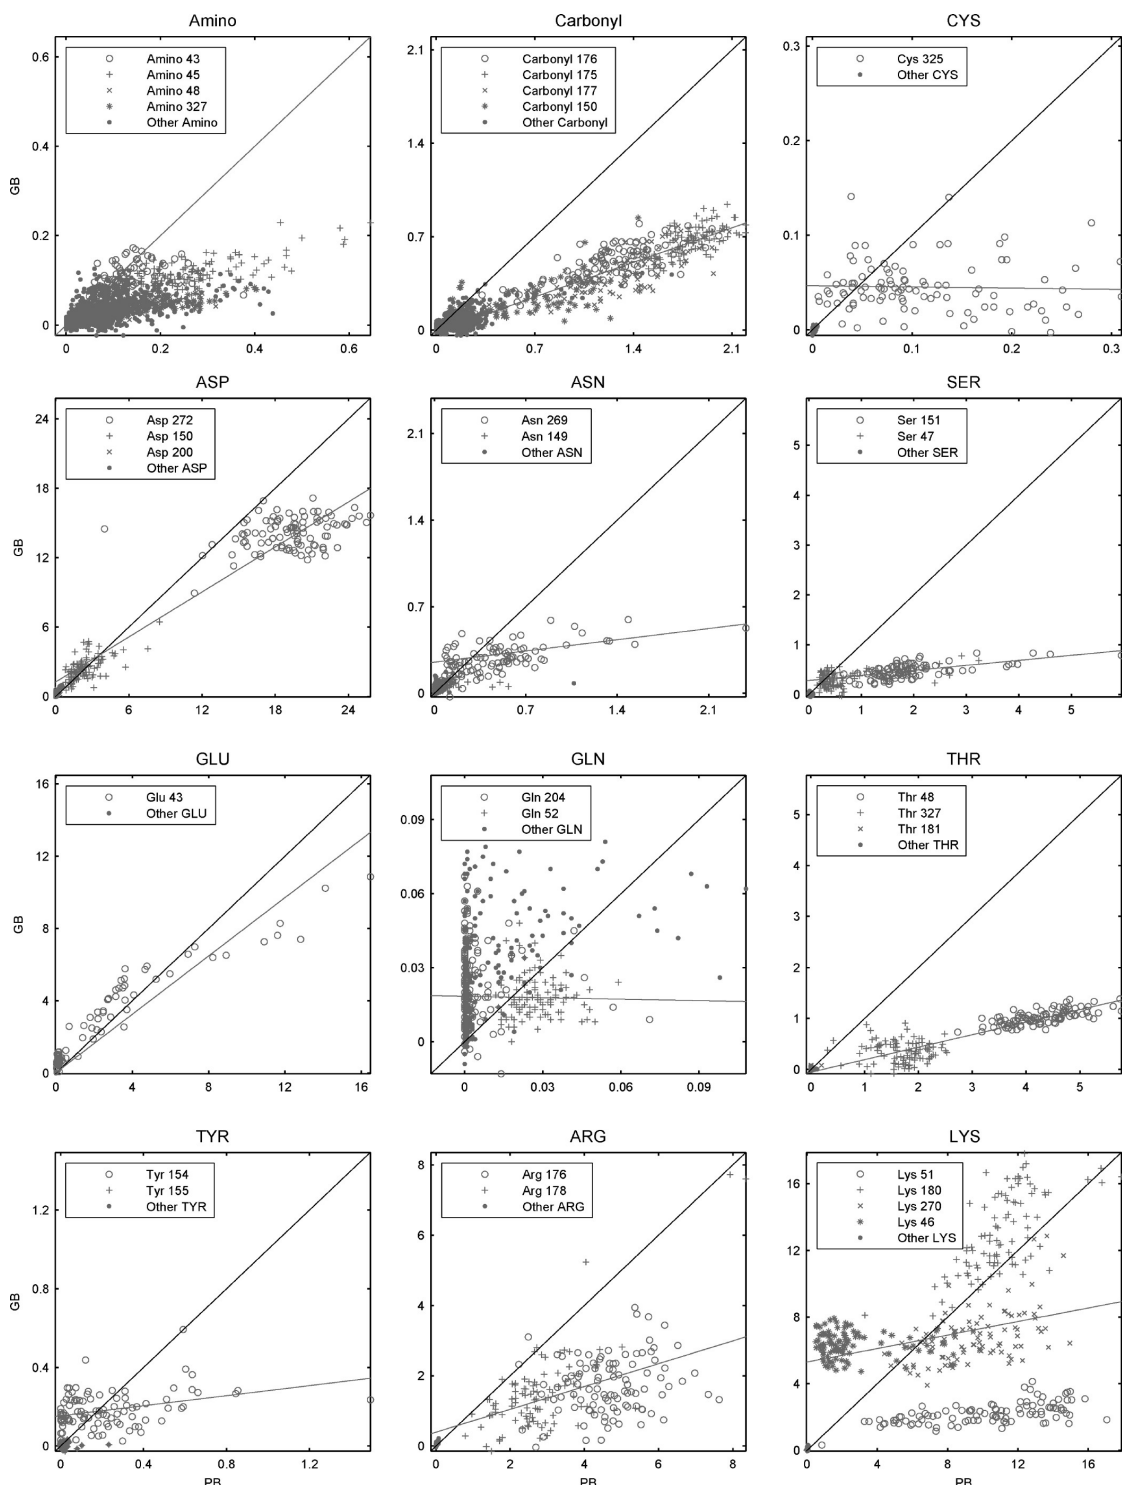 Amino
Carbonyl
CYS
0.6
0.4
0.2
0
GB
Amino 43
Amino 45
Amino 48
Amino 327
Other Amino
0 0.2 0.4 0.6
2.1
1.4
0.7
0
Carbonyl 176
Carbonyl 175
Carbonyl 177
Carbonyl 150
Other Carbonyl
0 0.7 1.4 2.1
0.3
0.2
0.1
0
Cys 325
Other CYS
0 0.1 0.2 0.3
ASP
ASN
SER
24
18
12
6
0
GB
Asp 272
Asp 150
Asp 200
Other ASP
0 6 12 18 24
2.1
1.4
0.7
0
Asn 269
Asn 149
Other ASN
0 0.7 1.4 2.1
5
4
3
2
1
0
Ser 151
Ser 47
Other SER
0 1 2 3 4 5
GLU
GLN
THR
16
12
8
4
0
GB
Glu 43
Other GLU
0 4 8 12 16
0.09
0.06
0.03
0
Gln 204
Gln 52
Other GLN
0 0.03 0.06 0.09
5
4
3
2
1
0
Thr 48
Thr 327
Thr 181
Other THR
0 1 2 3 4 5
TYR
ARG
LYS
1.2
0.8
0.4
0
GB
Tyr 154
Tyr 155
Other TYR
0 0.4 0.8 1.2
PB
8
6
4
2
0
Arg 176
Arg 178
Other ARG
0 2 4 6 8
PB
16
12
8
4
0
Lys 51
Lys 180
Lys 270
Lys 46
Other LYS
0 4 8 12 16
PB